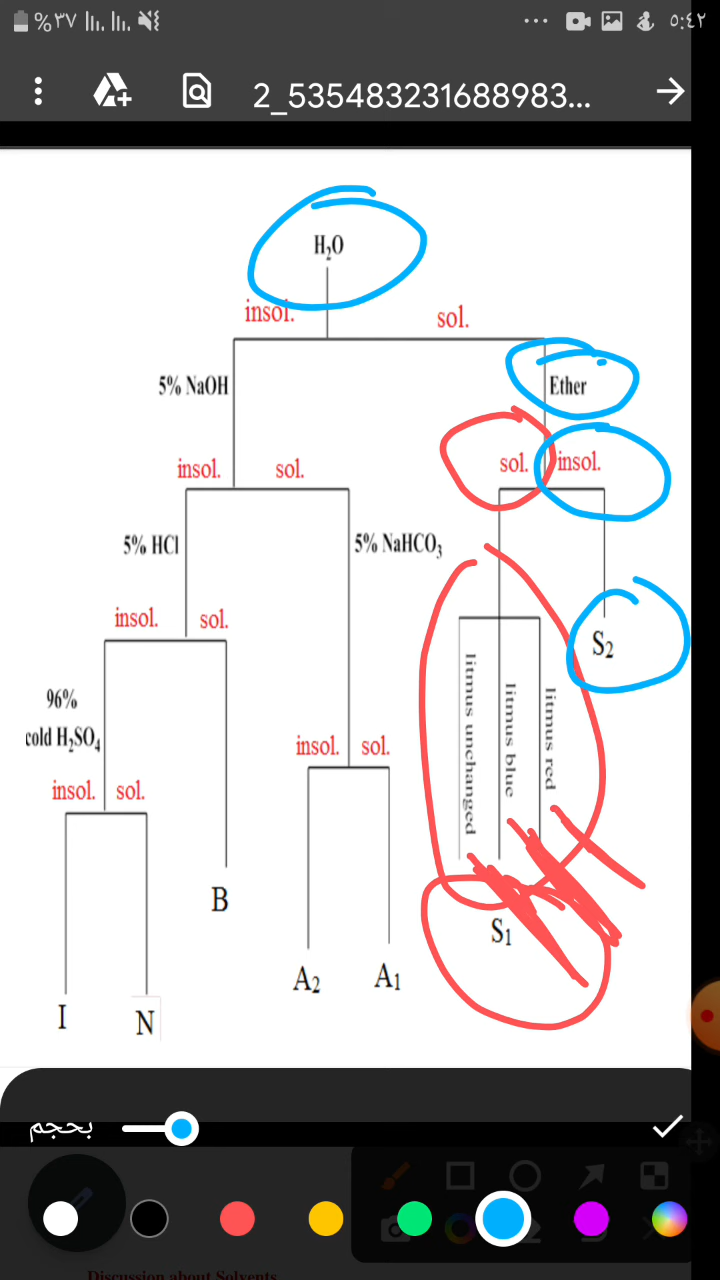 %٣٧ ٥:٤٢
2_535483231688983...
H₂O
insol. sol.
5% NaOH Ether
insol. sol. sol. insol.
5% HCl 5% NaHCO₃
insol. sol. S₂
litmus unchanged
litmus blue
litmus red
96%
cold H₂SO₄
insol. sol.
insol. sol.
B
S₁
A₂ A₁
I N
بحجم
Discussion about Solvents